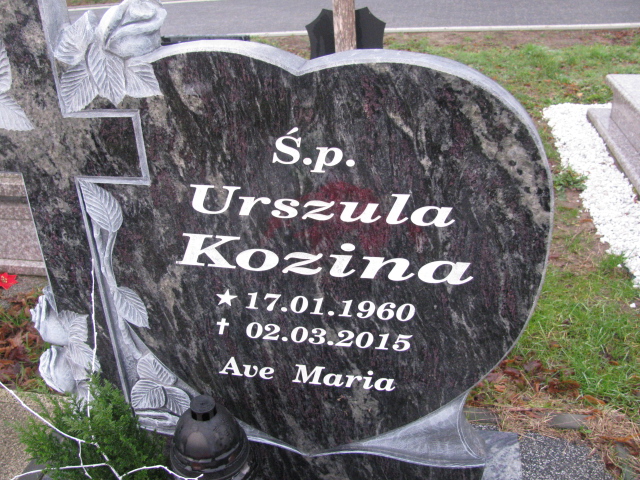 Ś.p.
Urszula
Kozina
★ 17.01.1960
✝ 02.03.2015
Ave Maria